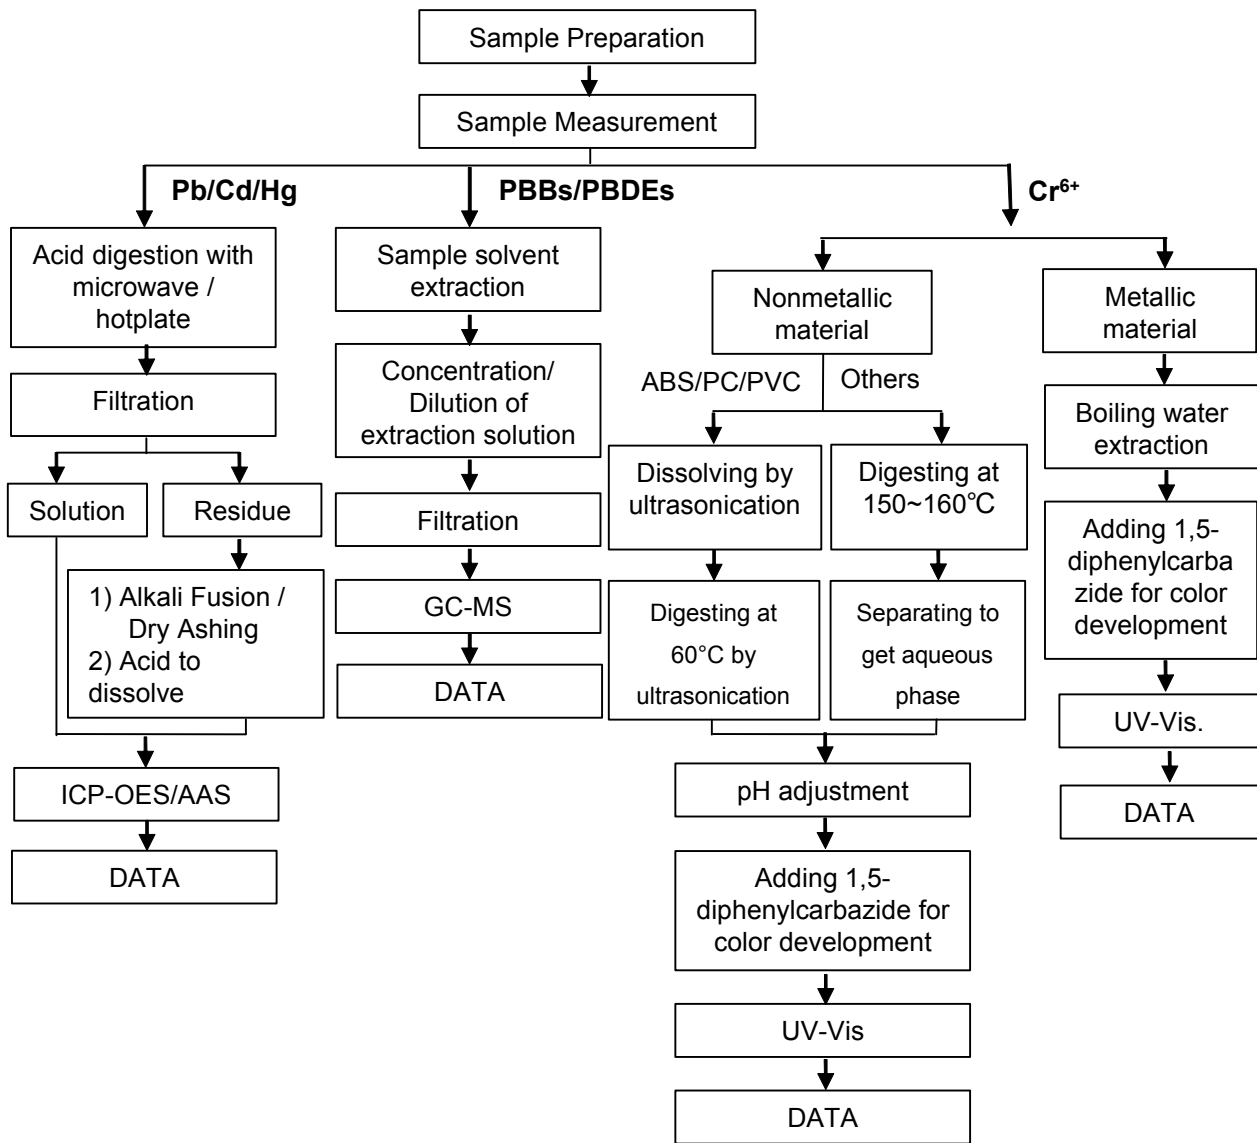 Sample Preparation
Sample Measurement
Pb/Cd/Hg
PBBs/PBDEs
Cr⁶⁺
Acid digestion with
microwave /
hotplate
Filtration
Solution
Residue
1) Alkali Fusion /
Dry Ashing
2) Acid to
dissolve
ICP-OES/AAS
DATA
Sample solvent
extraction
Concentration/
Dilution of
extraction solution
Filtration
GC-MS
DATA
Nonmetallic
material
ABS/PC/PVC
Others
Dissolving by
ultrasonication
Digesting at
60°C by
ultrasonication
Digesting at
150~160℃
Separating to
get aqueous
phase
pH adjustment
Adding 1,5-
diphenylcarbazide for
color development
UV-Vis
DATA
Metallic
material
Boiling water
extraction
Adding 1,5-
diphenylcarba
zide for color
development
UV-Vis.
DATA